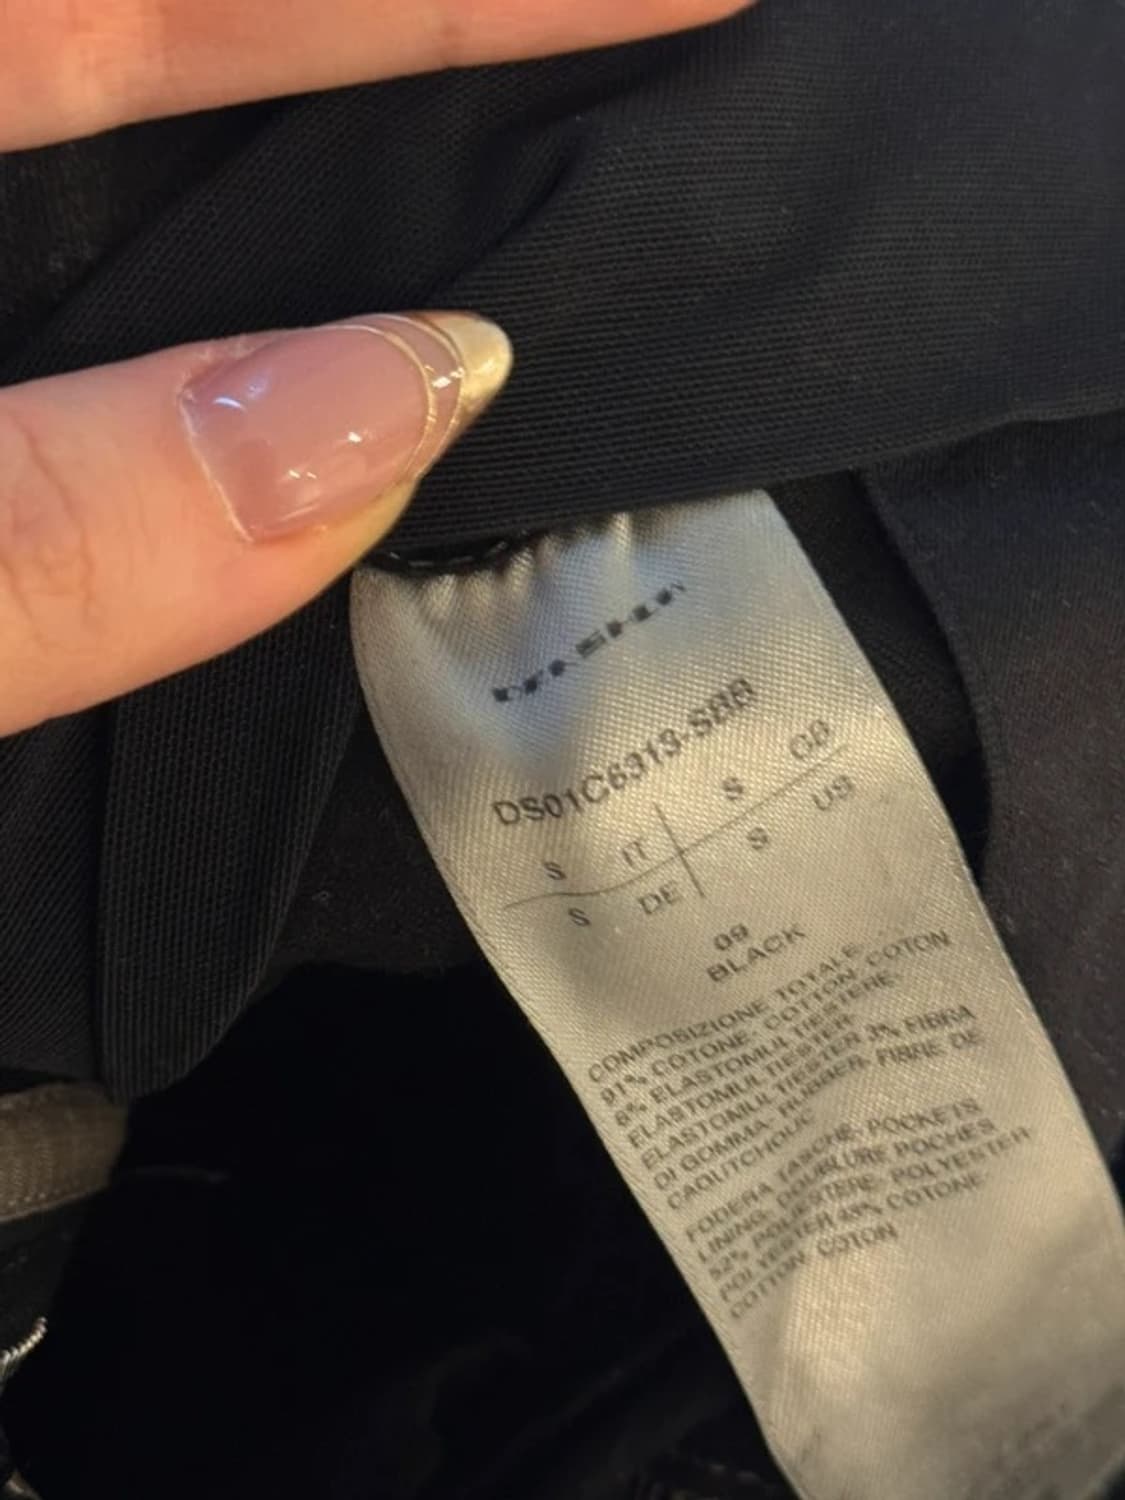 DS01C6313-SBB
S IT S GB
S DE S US
09
BLACK
COMPOSIZIONE TOTALE:
91% COTONE COTTON COTON
6% ELASTOMULTIESTERE
ELASTOMULTIESTER
ELASTOMULTIESTER 3% FIBRA
DI GOMMA RUBBER FIBRE DE
CAOUTCHOUC
FODERA TASCHE POCKETS
LINING DOUBLURE POCHES
52% POLIESTERE POLYESTER
POLYESTER 48% COTONE
COTTON COTON